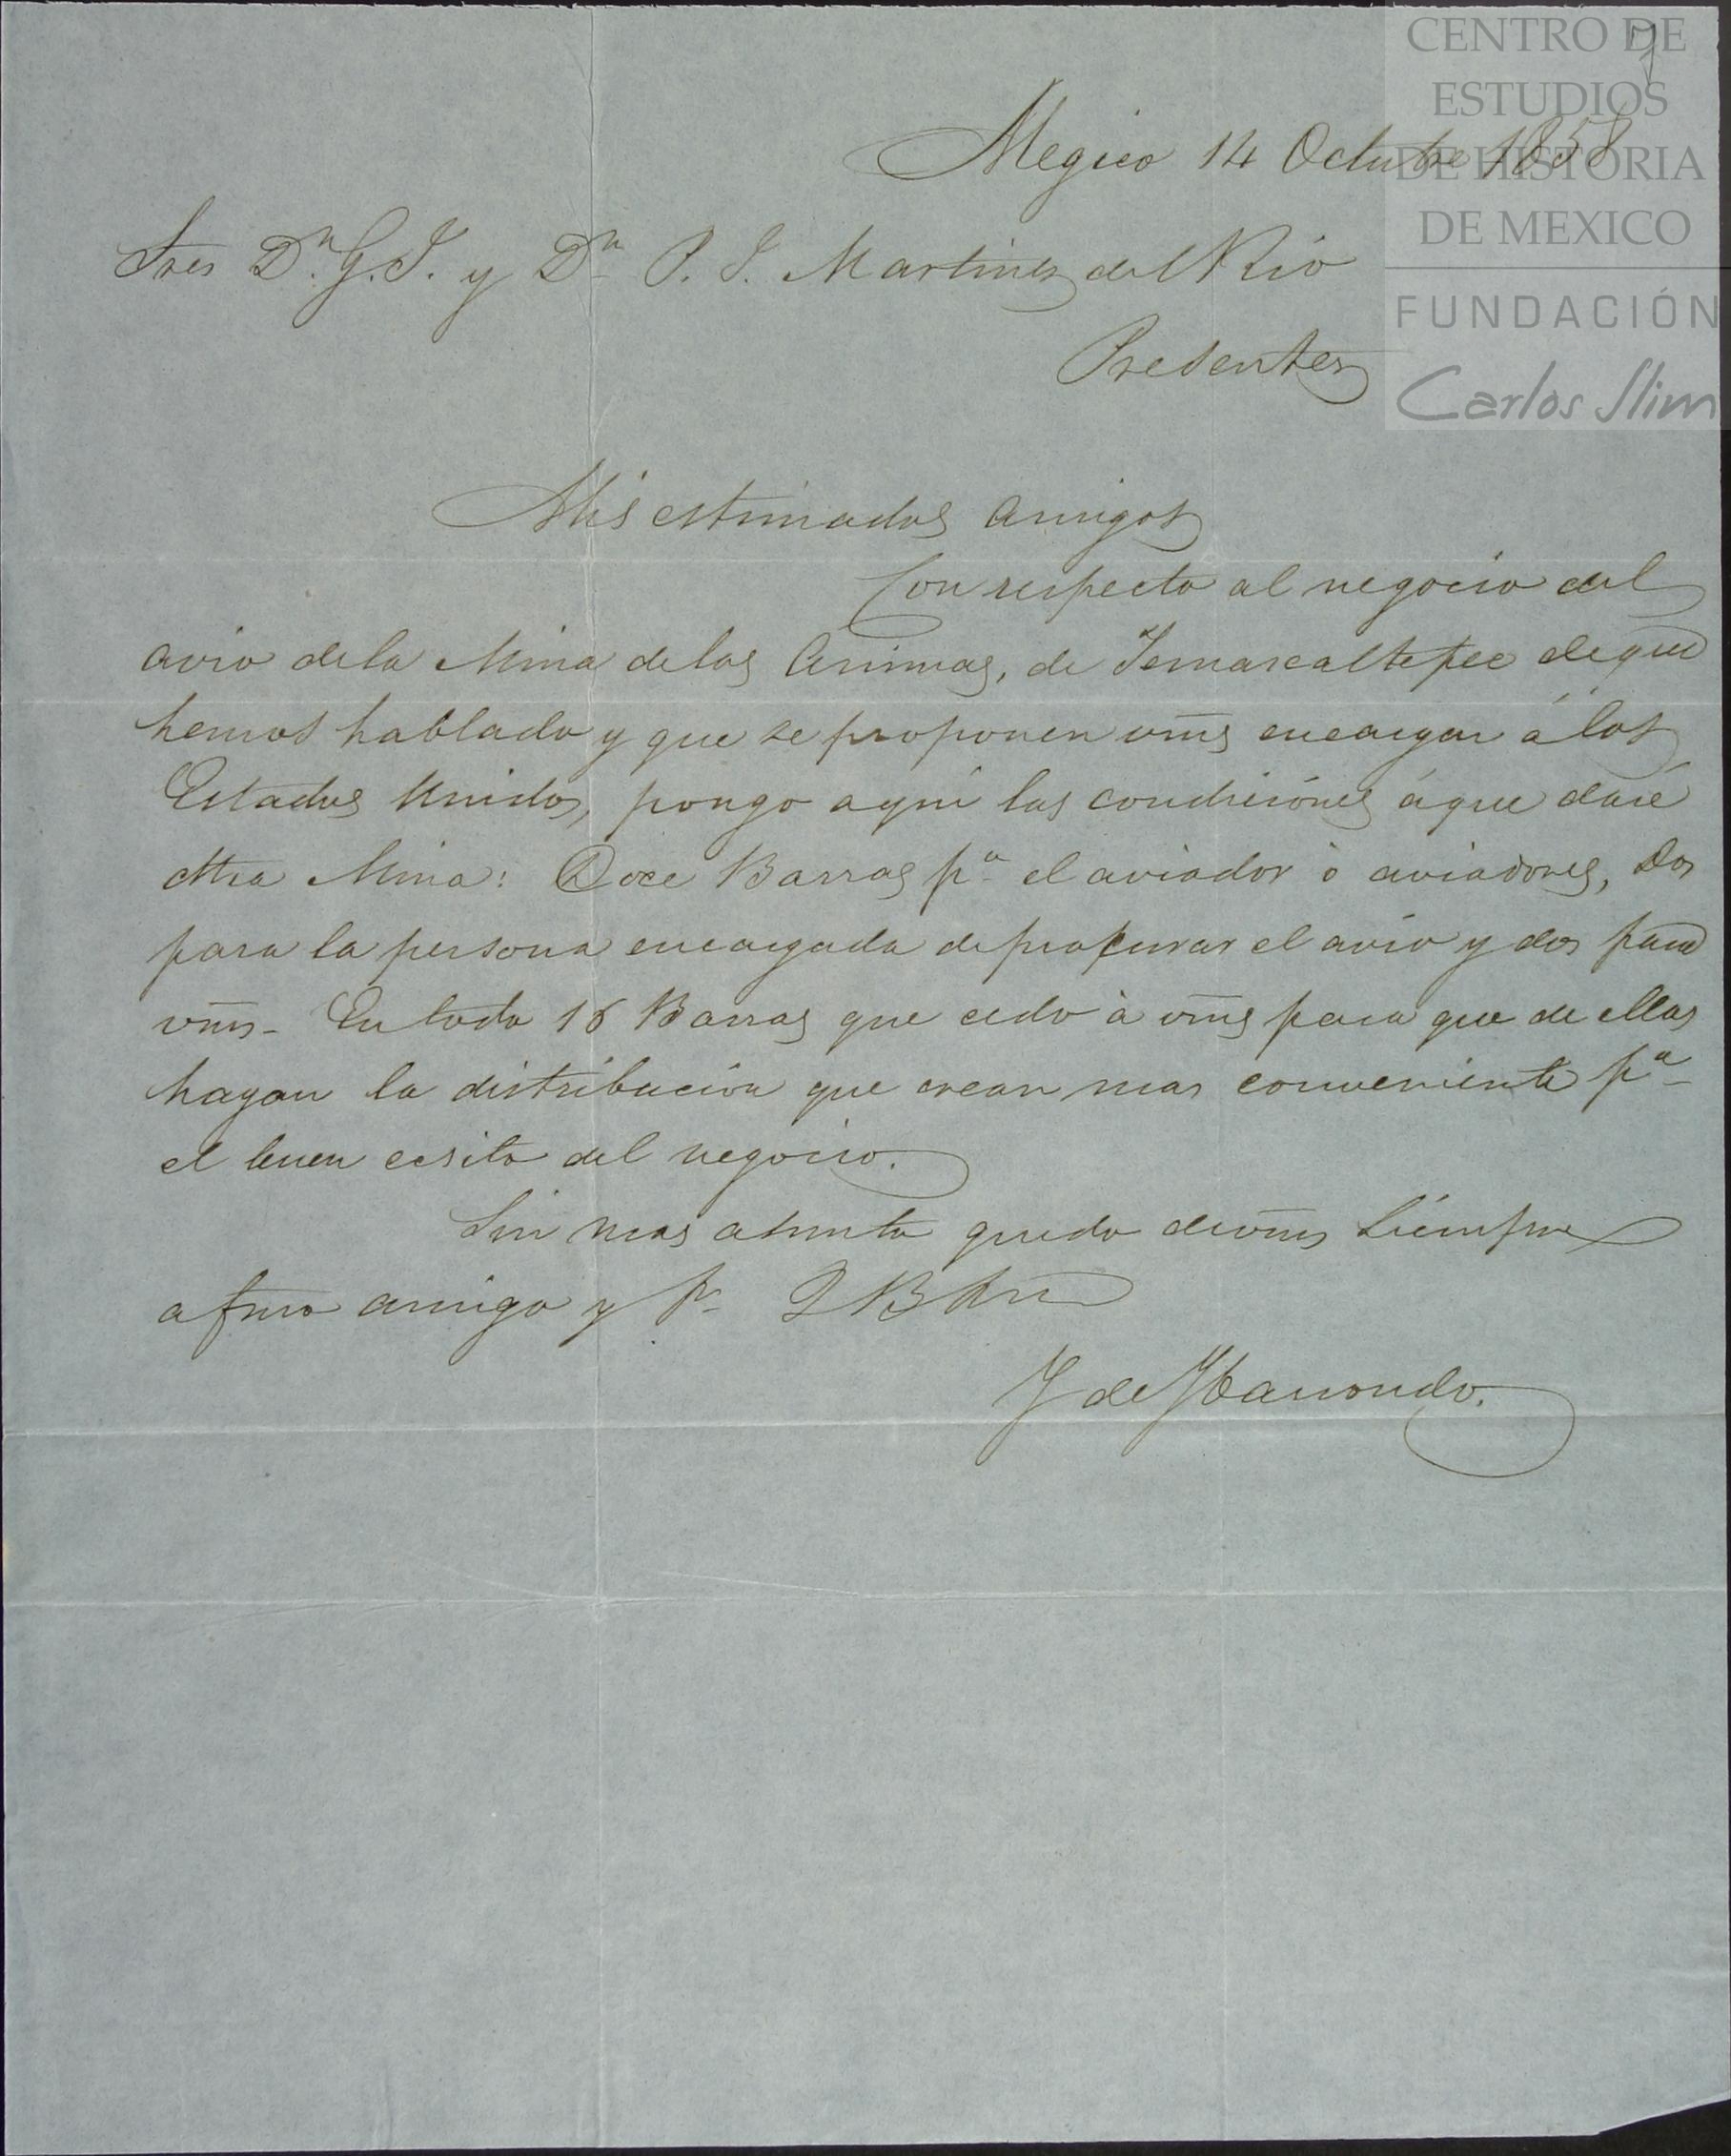 CENTRO DE
ESTUDIOS
DE HISTORIA
DE MEXICO
FUNDACIÓN
Carlos Slim
7
Megico 14 Octubre 1858
Sres Dn. G. J. y Dn P. J. Martinez del Rio
Presentes
Mis estimados amigos
Con respecto al negocio del
avio de la Mina de las Animas, de Temascaltepec de que
hemos hablado y que se proponen vms encargar á los
Estados Unidos, pongo aqui las condiciónes á que daré
dha Mina: Doce Barras pa el aviador ó aviadores, Dos
para la persona encargada de procurar el avio y dos para
vms - En todo 16 Barras que cedo à vms para que de ellas
hagan la distribucion que crean mas conveniente pa
el buen ecsito del negocio.
Sin mas asunto quedo de vms siempre
afmo amigo y S. Q B S m
Y de Ybarrondo.